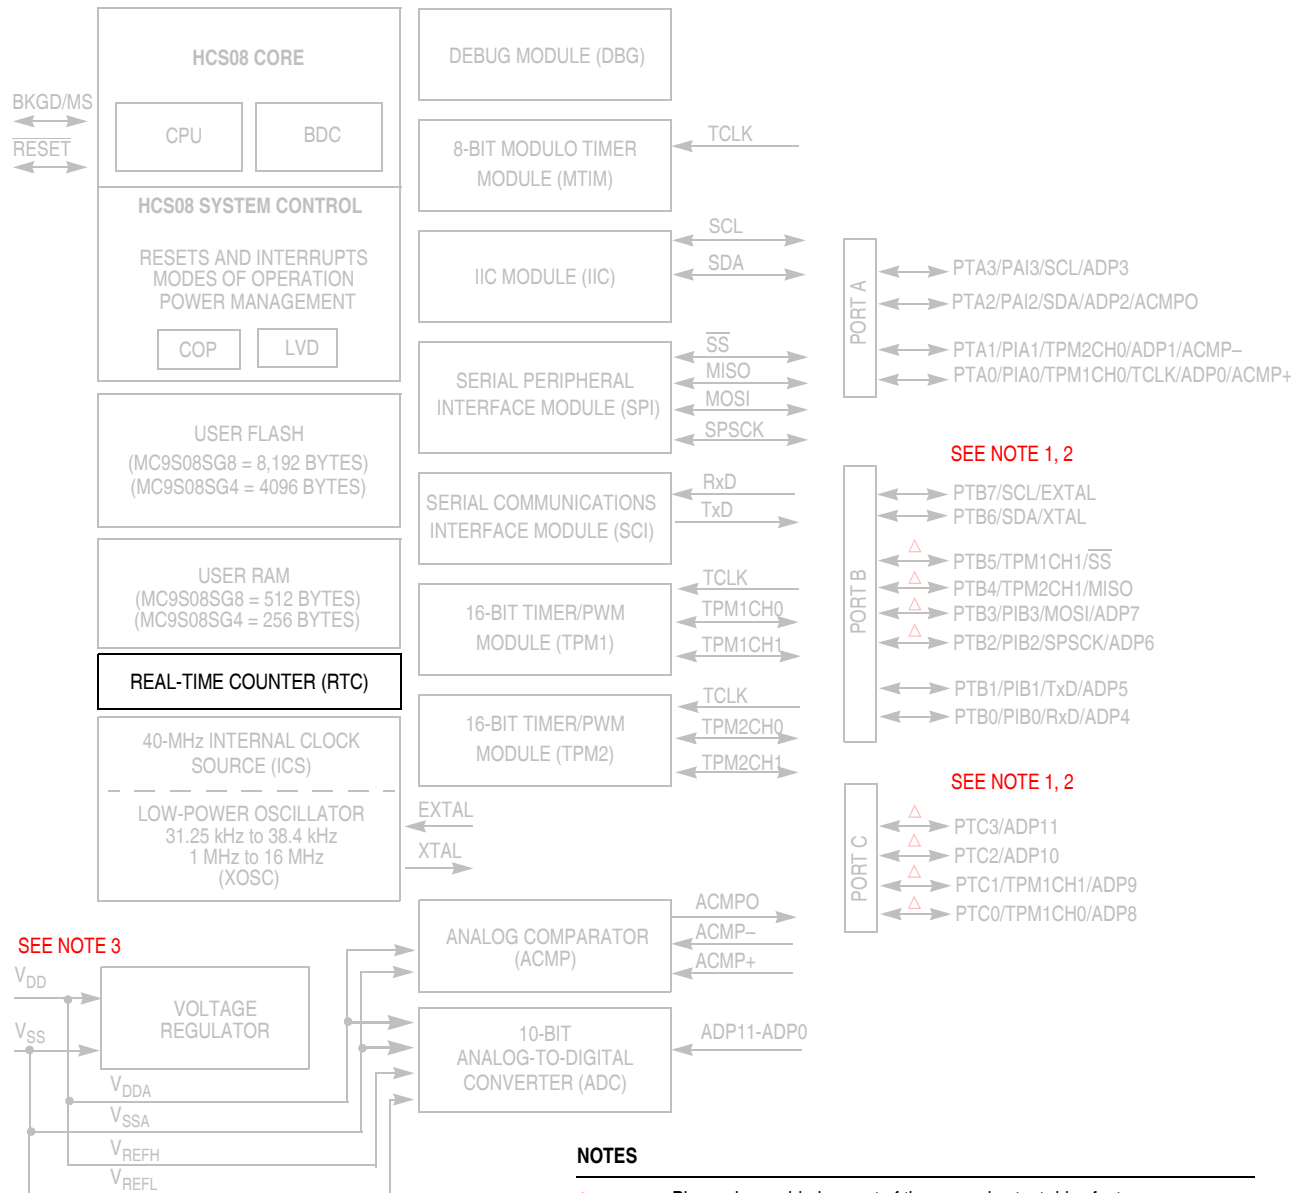 HCS08 CORE
CPU
BDC
BKGD/MS
RESET
HCS08 SYSTEM CONTROL
RESETS AND INTERRUPTS
MODES OF OPERATION
POWER MANAGEMENT
COP
LVD
USER FLASH
(MC9S08SG8 = 8,192 BYTES)
(MC9S08SG4 = 4096 BYTES)
USER RAM
(MC9S08SG8 = 512 BYTES)
(MC9S08SG4 = 256 BYTES)
REAL-TIME COUNTER (RTC)
40-MHz INTERNAL CLOCK
SOURCE (ICS)
LOW-POWER OSCILLATOR
31.25 kHz to 38.4 kHz
1 MHz to 16 MHz
(XOSC)
EXTAL
XTAL
SEE NOTE 3
VDD
VSS
VOLTAGE
REGULATOR
VDDA
VSSA
VREFH
VREFL
DEBUG MODULE (DBG)
8-BIT MODULO TIMER
MODULE (MTIM)
TCLK
IIC MODULE (IIC)
SCL
SDA
SERIAL PERIPHERAL
INTERFACE MODULE (SPI)
SS
MISO
MOSI
SPSCK
SERIAL COMMUNICATIONS
INTERFACE MODULE (SCI)
RxD
TxD
16-BIT TIMER/PWM
MODULE (TPM1)
TCLK
TPM1CH0
TPM1CH1
16-BIT TIMER/PWM
MODULE (TPM2)
TCLK
TPM2CH0
TPM2CH1
ANALOG COMPARATOR
(ACMP)
ACMPO
ACMP–
ACMP+
10-BIT
ANALOG-TO-DIGITAL
CONVERTER (ADC)
ADP11-ADP0
PORT A
PTA3/PAI3/SCL/ADP3
PTA2/PAI2/SDA/ADP2/ACMPO
PTA1/PIA1/TPM2CH0/ADP1/ACMP–
PTA0/PIA0/TPM1CH0/TCLK/ADP0/ACMP+
SEE NOTE 1, 2
PORT B
PTB7/SCL/EXTAL
PTB6/SDA/XTAL
PTB5/TPM1CH1/SS
PTB4/TPM2CH1/MISO
PTB3/PIB3/MOSI/ADP7
PTB2/PIB2/SPSCK/ADP6
PTB1/PIB1/TxD/ADP5
PTB0/PIB0/RxD/ADP4
SEE NOTE 1, 2
PORT C
PTC3/ADP11
PTC2/ADP10
PTC1/TPM1CH1/ADP9
PTC0/TPM1CH0/ADP8
NOTES